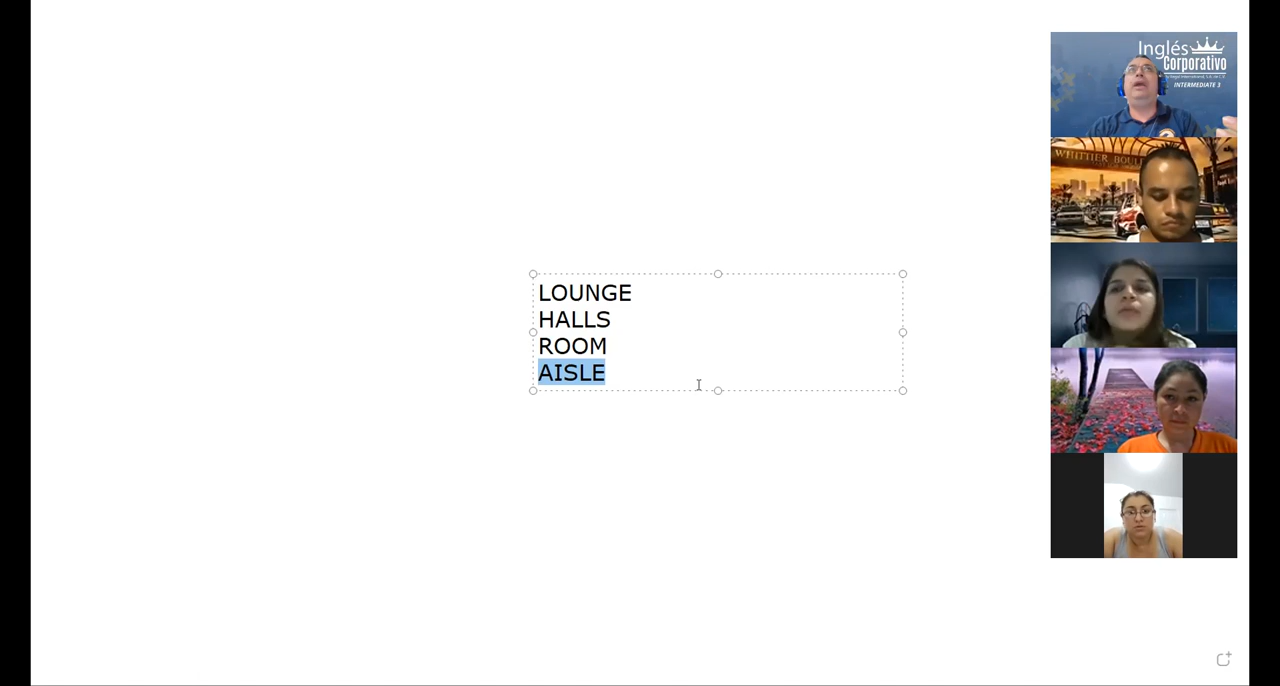 LOUNGE
HALLS
ROOM
AISLE
Inglés
Corporativo
INTERMEDIATE 3
WHITTIER BOUL